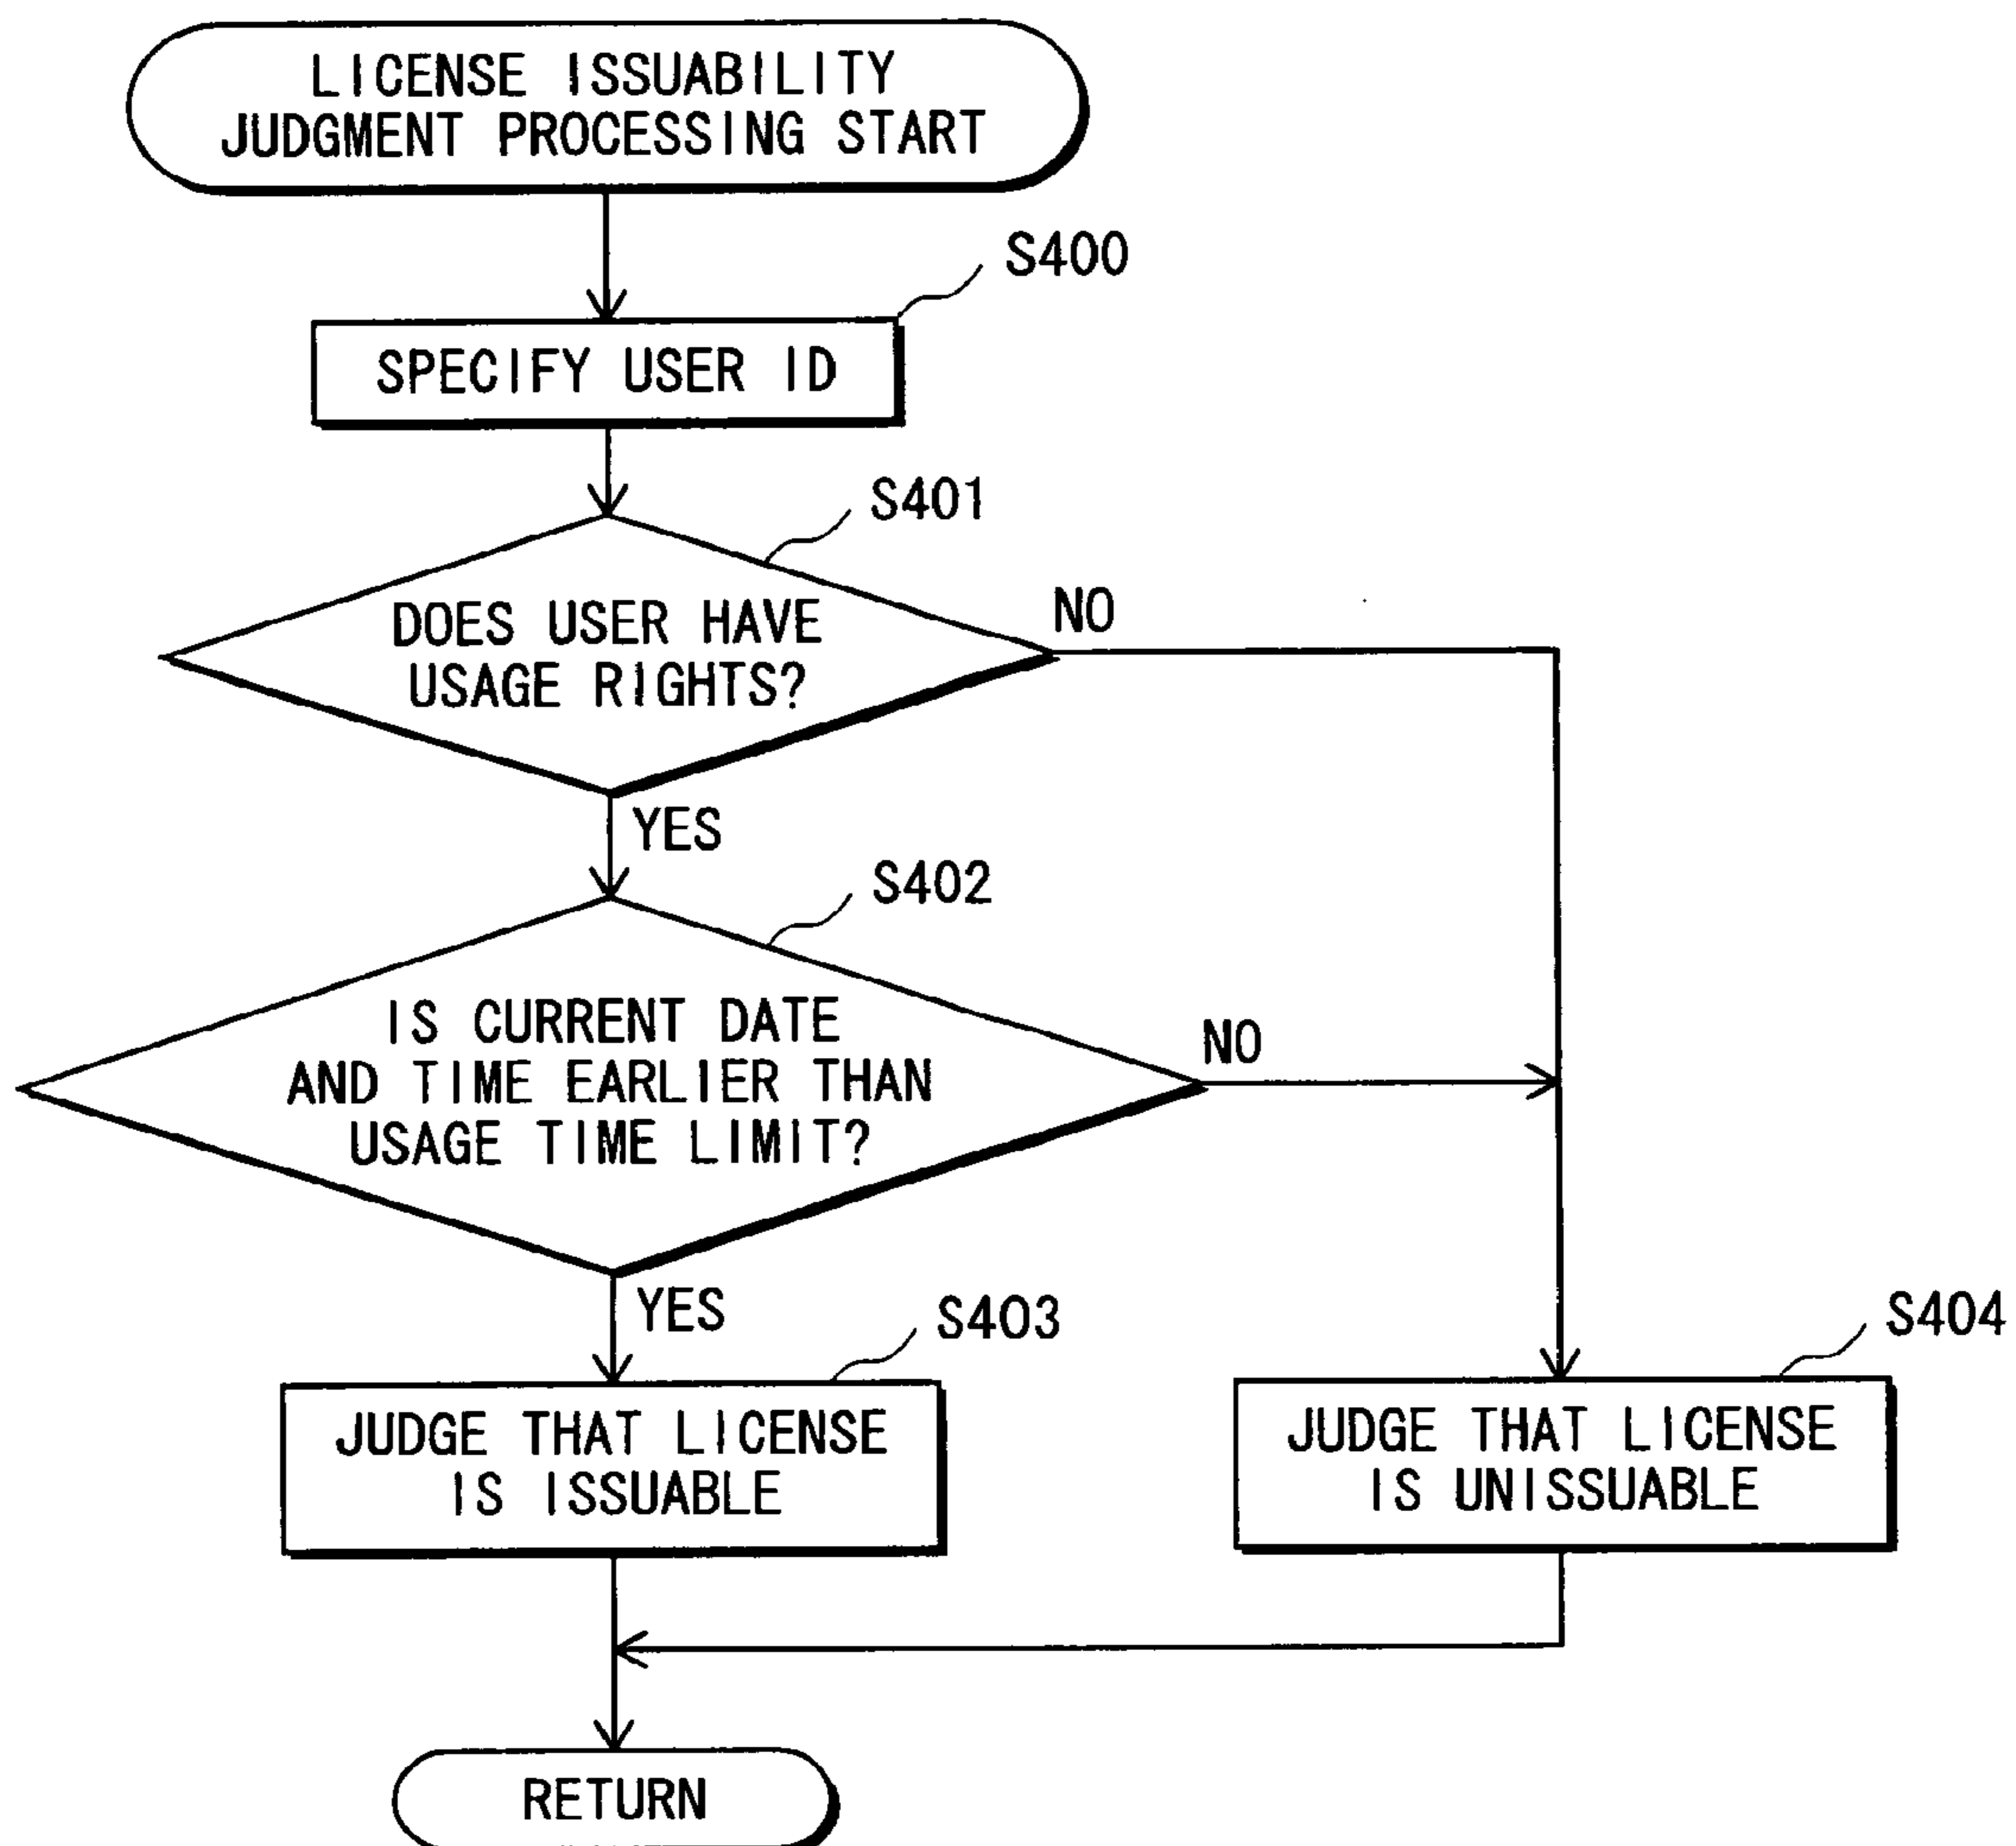 LICENSE ISSUABILITY
JUDGMENT PROCESSING START
S400
SPECIFY USER ID
S401
DOES USER HAVE
USAGE RIGHTS?
NO
YES
S402
IS CURRENT DATE
AND TIME EARLIER THAN
USAGE TIME LIMIT?
NO
YES
S403
JUDGE THAT LICENSE
IS ISSUABLE
S404
JUDGE THAT LICENSE
IS UNISSUABLE
RETURN